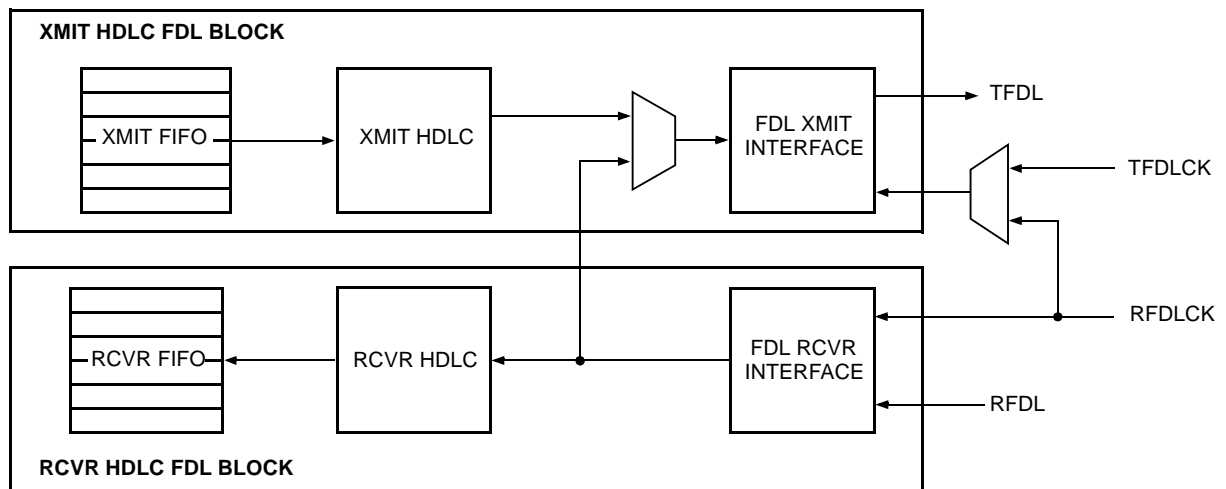 XMIT HDLC FDL BLOCK
XMIT FIFO
XMIT HDLC
FDL XMIT
INTERFACE
TFDL
TFDLCK
RFDLCK
RCVR FIFO
RCVR HDLC
FDL RCVR
INTERFACE
RFDL
RCVR HDLC FDL BLOCK